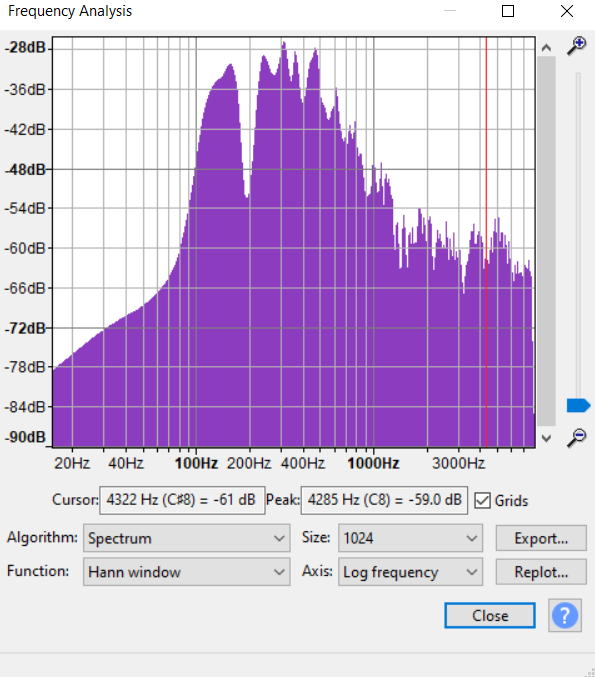 Frequency Analysis
-28dB
-36dB
-42dB
-48dB
-54dB
-60dB
-66dB
-72dB
-78dB
-84dB
-90dB
20Hz 40Hz 100Hz 200Hz 400Hz 1000Hz 3000Hz
Cursor: 4322 Hz (C♯8) = -61 dB Peak: 4285 Hz (C8) = -59.0 dB Grids
Algorithm: Spectrum Size: 1024 Export...
Function: Hann window Axis: Log frequency Replot...
Close ?